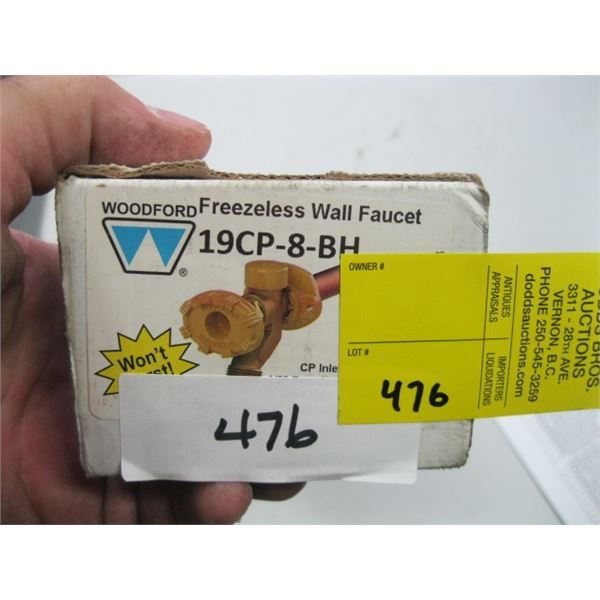 WOODFORD
Freezeless Wall Faucet
19CP-8-BH
®
Won't
CP Inle
476
OWNER #
LOT #
476
ANTIQUES
APPRAISALS
IMPORTERS
LIQUIDATIONS
BROS.
AUCTIONS
3311 - 28TH AVE.
VERNON, B.C.
PHONE 250-545-3259
doddsauctions.com